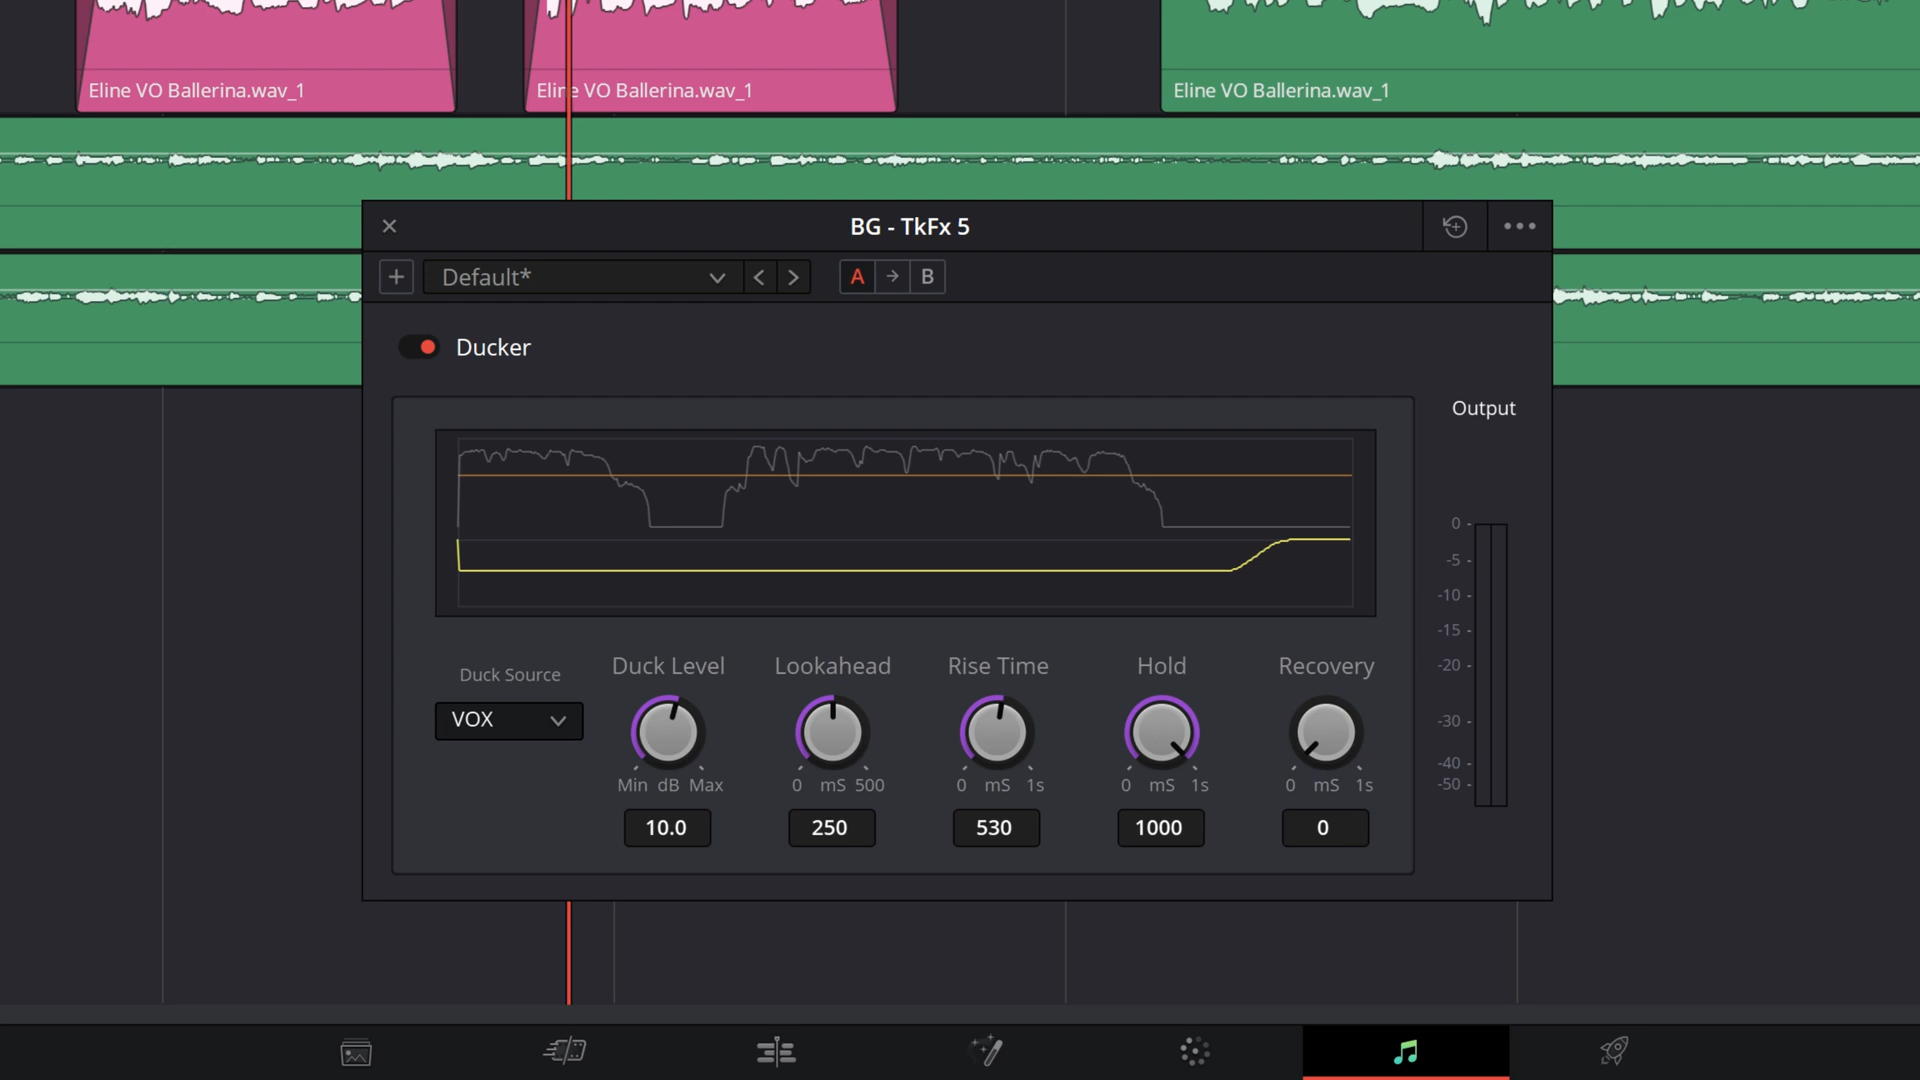 Eline VO Ballerina.wav_1
Eline VO Ballerina.wav_1
Eline VO Ballerina.wav_1
BG - TkFx 5
Default*
A
B
Ducker
Output
0
-5
-10
-15
-20
-30
-40
-50
Duck Source
VOX
Duck Level
Min dB Max
10.0
Lookahead
0 mS 500
250
Rise Time
0 mS 1s
530
Hold
0 mS 1s
1000
Recovery
0 mS 1s
0